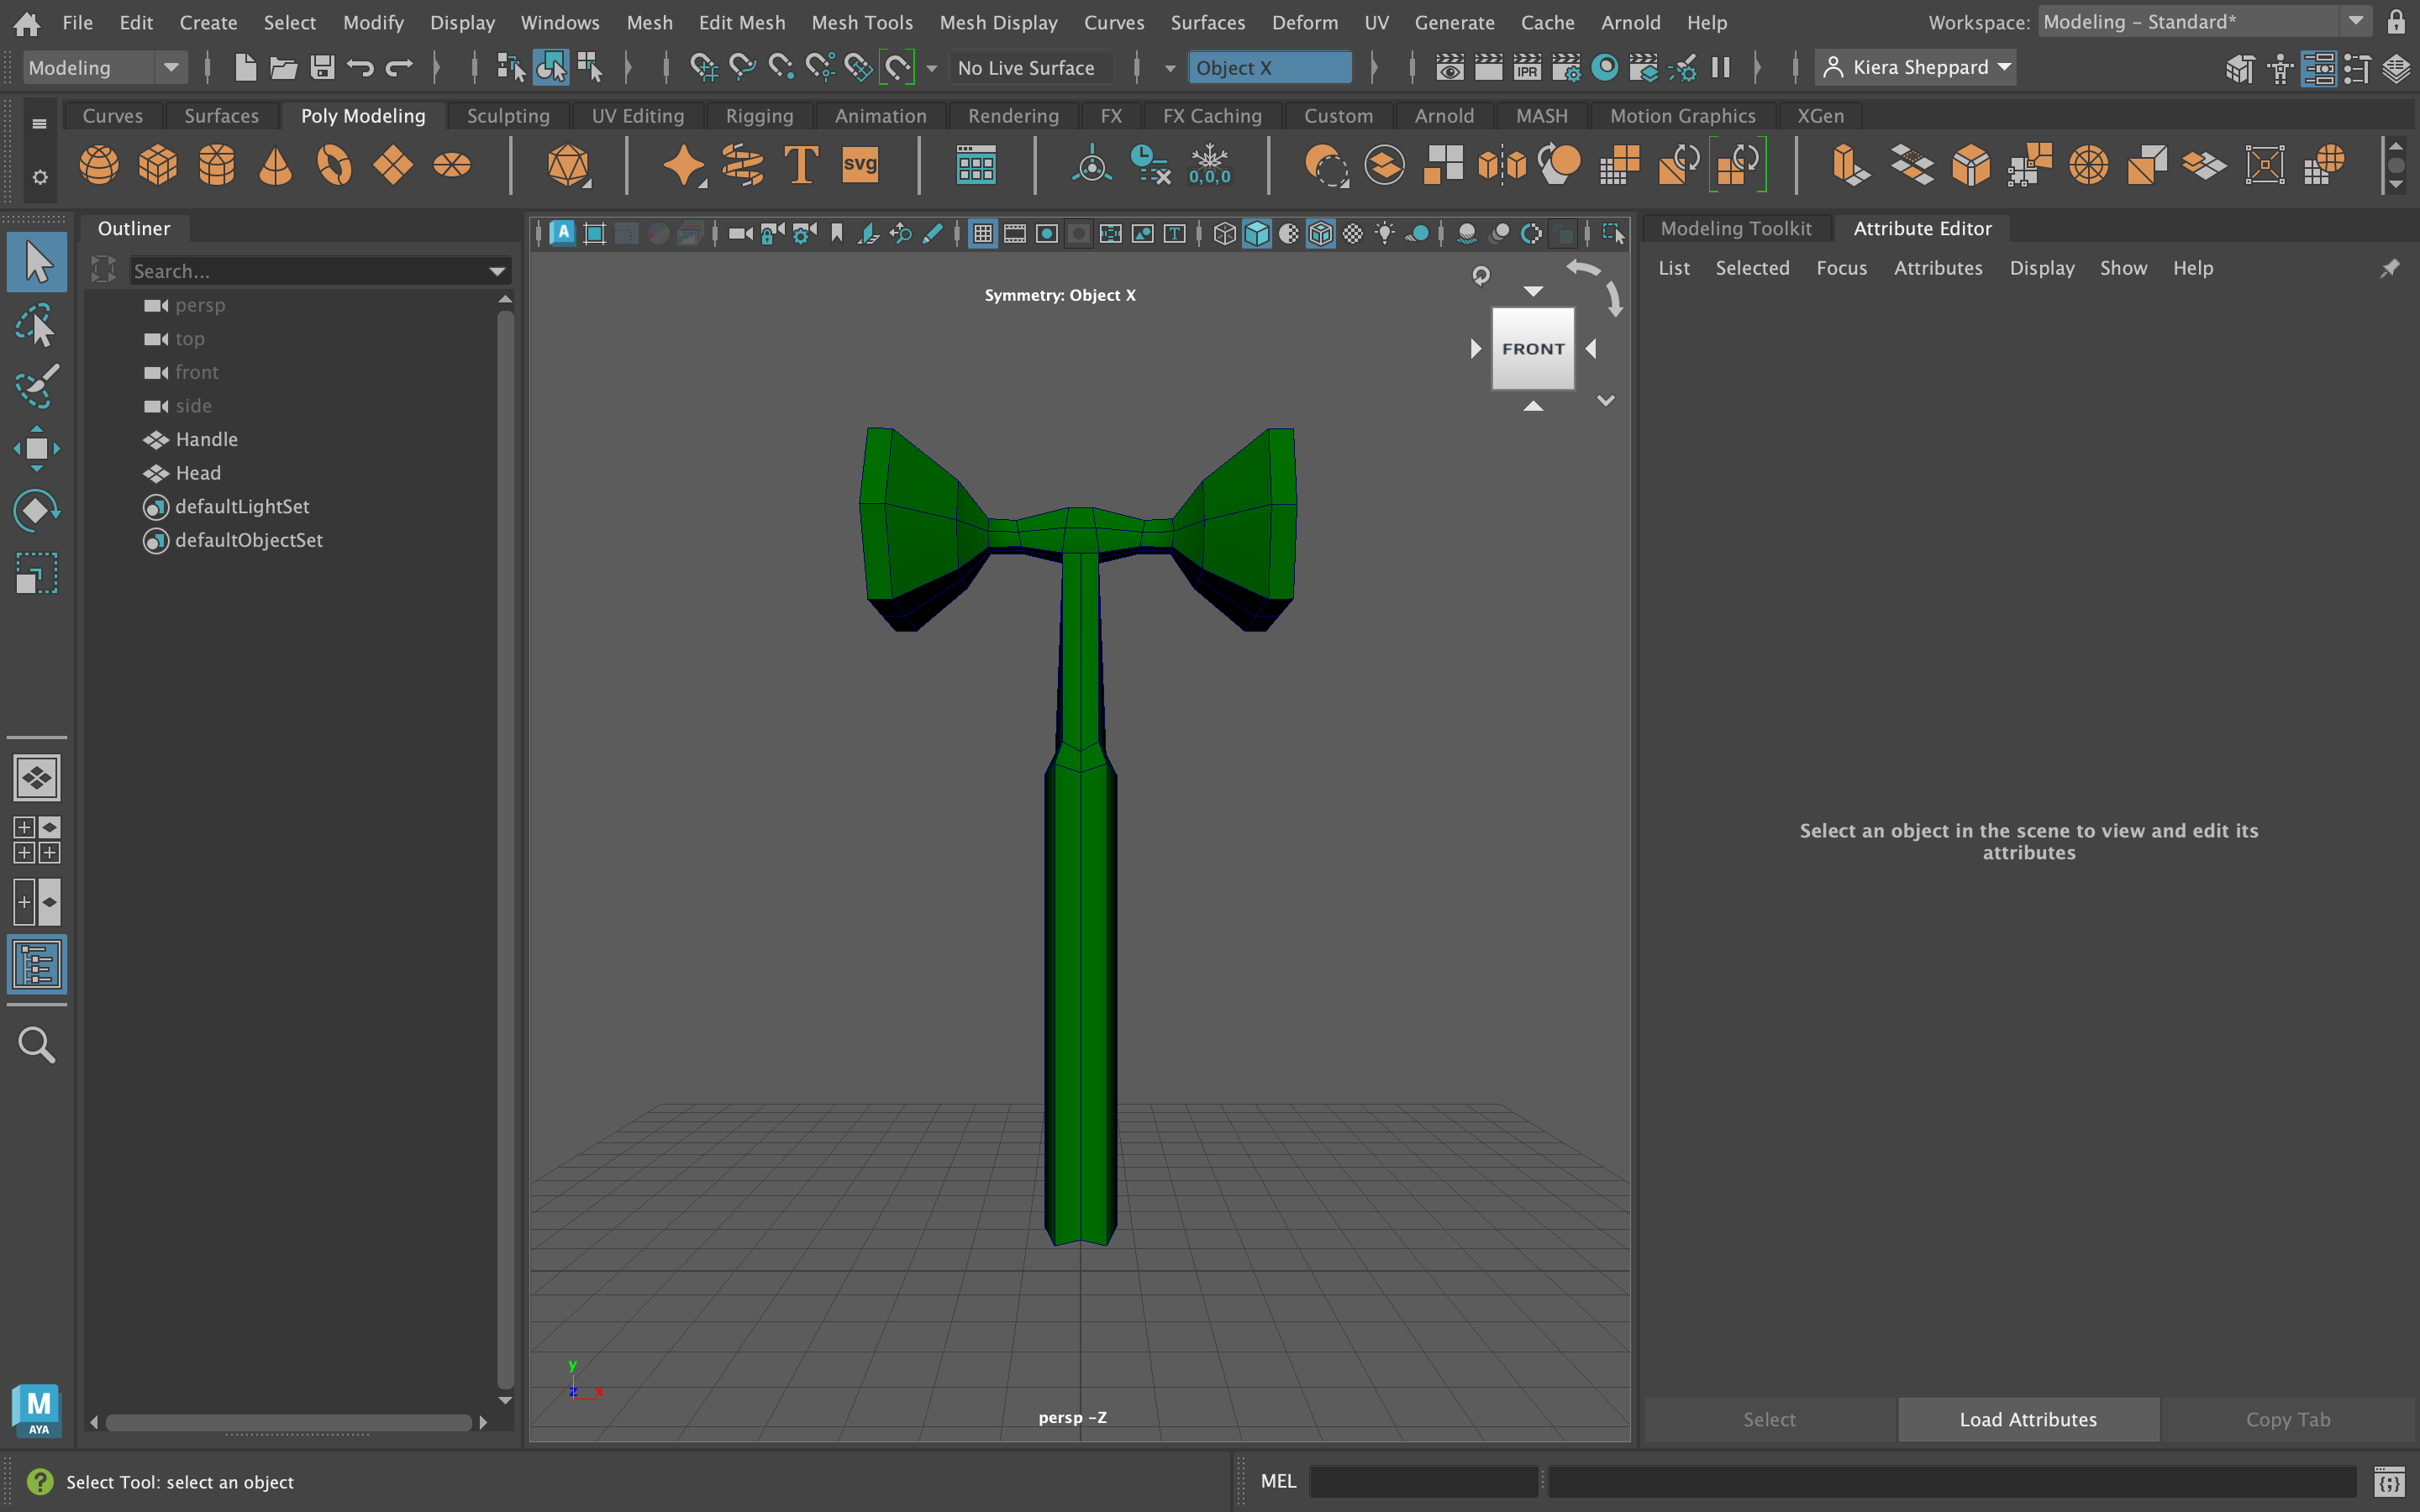 File Edit Create Select Modify Display Windows Mesh Edit Mesh Mesh Tools Mesh Display Curves Surfaces Deform UV Generate Cache Arnold Help Workspace: Modeling - Standard*
Modeling No Live Surface Object X IPR Kiera Sheppard
Curves Surfaces Poly Modeling Sculpting UV Editing Rigging Animation Rendering FX FX Caching Custom Arnold MASH Motion Graphics XGen
T svg 0,0,0
Outliner
Search...
persp
top
front
side
Handle
Head
defaultLightSet
defaultObjectSet
A T
Symmetry: Object X
FRONT
y
z x
persp -Z
Modeling Toolkit Attribute Editor
List Selected Focus Attributes Display Show Help
Select an object in the scene to view and edit its
attributes
Select Load Attributes Copy Tab
M
AYA
? Select Tool: select an object
MEL